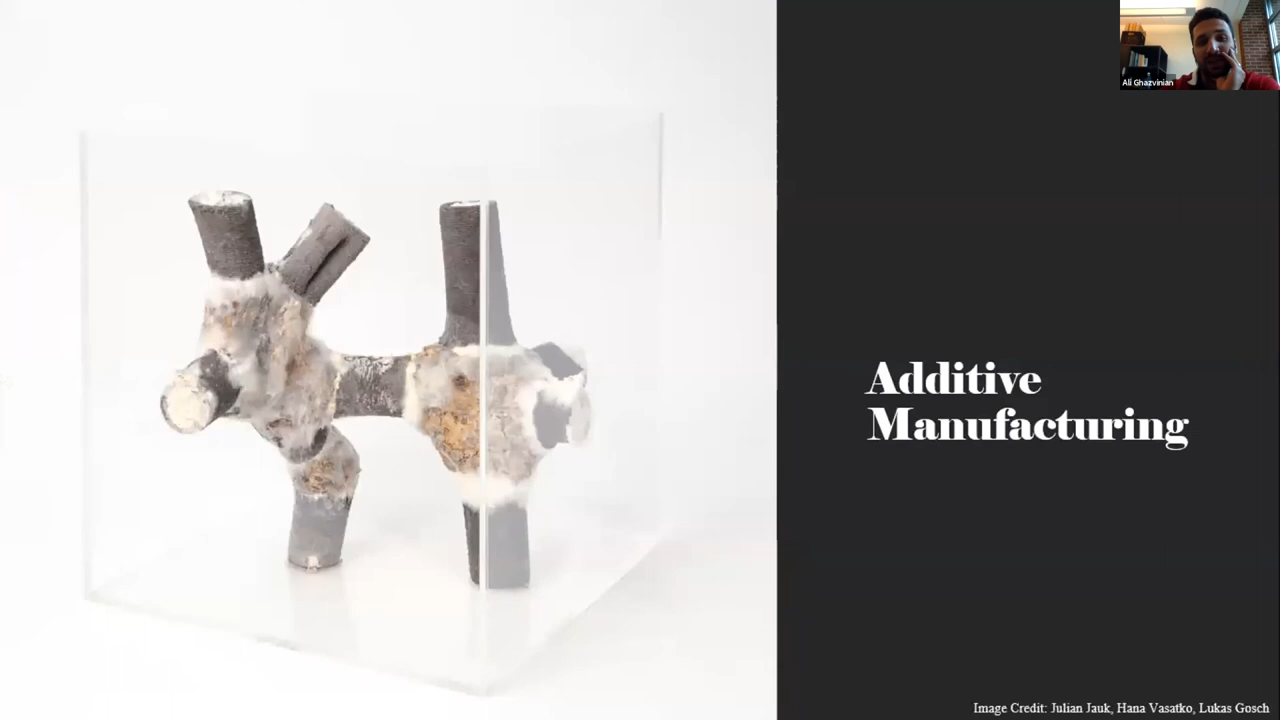 Ali Ghazvinian
Additive
Manufacturing
Image Credit: Julian Jauk, Hana Vasatko, Lukas Gosch